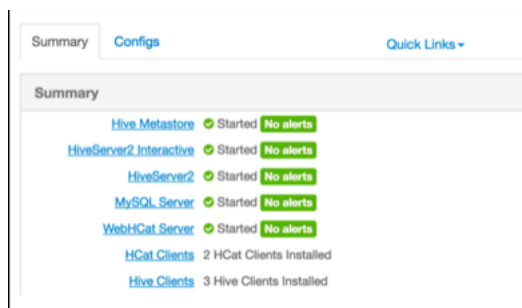 Summary Configs Quick Links
Summary
Hive Metastore Started No alerts
HiveServer2 Interactive Started No alerts
HiveServer2 Started No alerts
MySQL Server Started No alerts
WebHCat Server Started No alerts
HCat Clients 2 HCat Clients Installed
Hive Clients 3 Hive Clients Installed